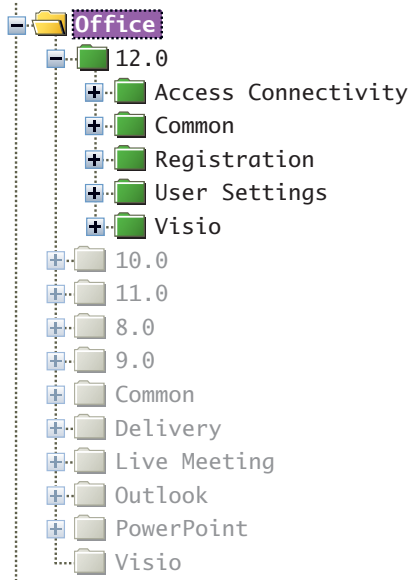 Office
12.0
Access Connectivity
Common
Registration
User Settings
Visio
10.0
11.0
8.0
9.0
Common
Delivery
Live Meeting
Outlook
PowerPoint
Visio